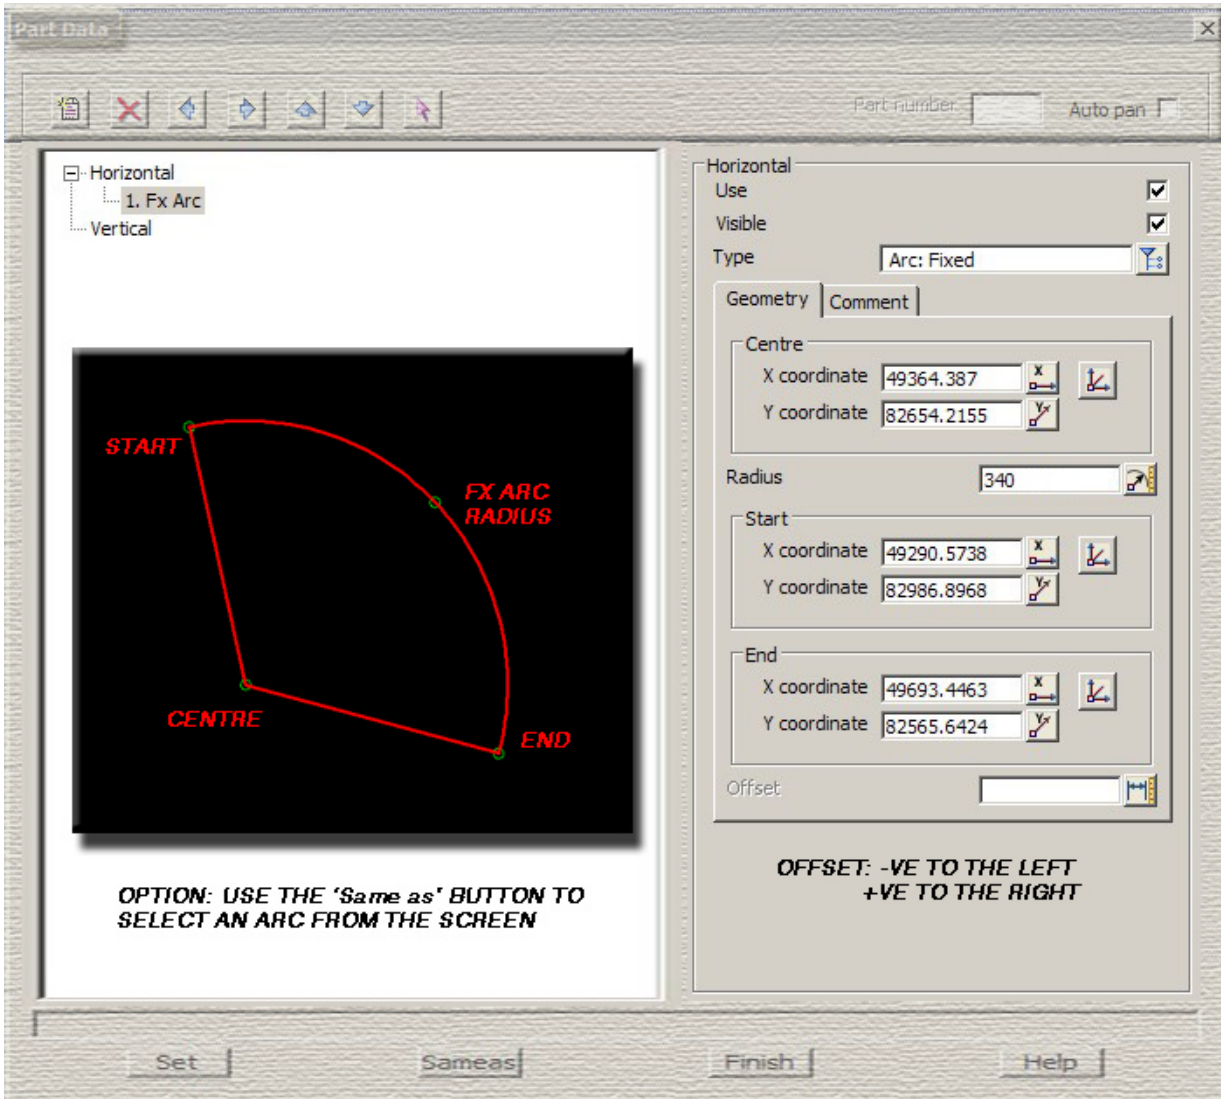 Part Data
Part number
Auto pan
Horizontal
1. Fx Arc
Vertical
START
FX ARC
RADIUS
CENTRE
END
OPTION: USE THE 'Same as' BUTTON TO
SELECT AN ARC FROM THE SCREEN
Horizontal
Use
Visible
Type Arc: Fixed
Geometry Comment
Centre
X coordinate 49364.387 X
Y coordinate 82654.2155 Y
Radius 340
Start
X coordinate 49290.5738 X
Y coordinate 82986.8968 Y
End
X coordinate 49693.4463 X
Y coordinate 82565.6424 Y
Offset
OFFSET: -VE TO THE LEFT
+VE TO THE RIGHT
Set Sameas Finish Help